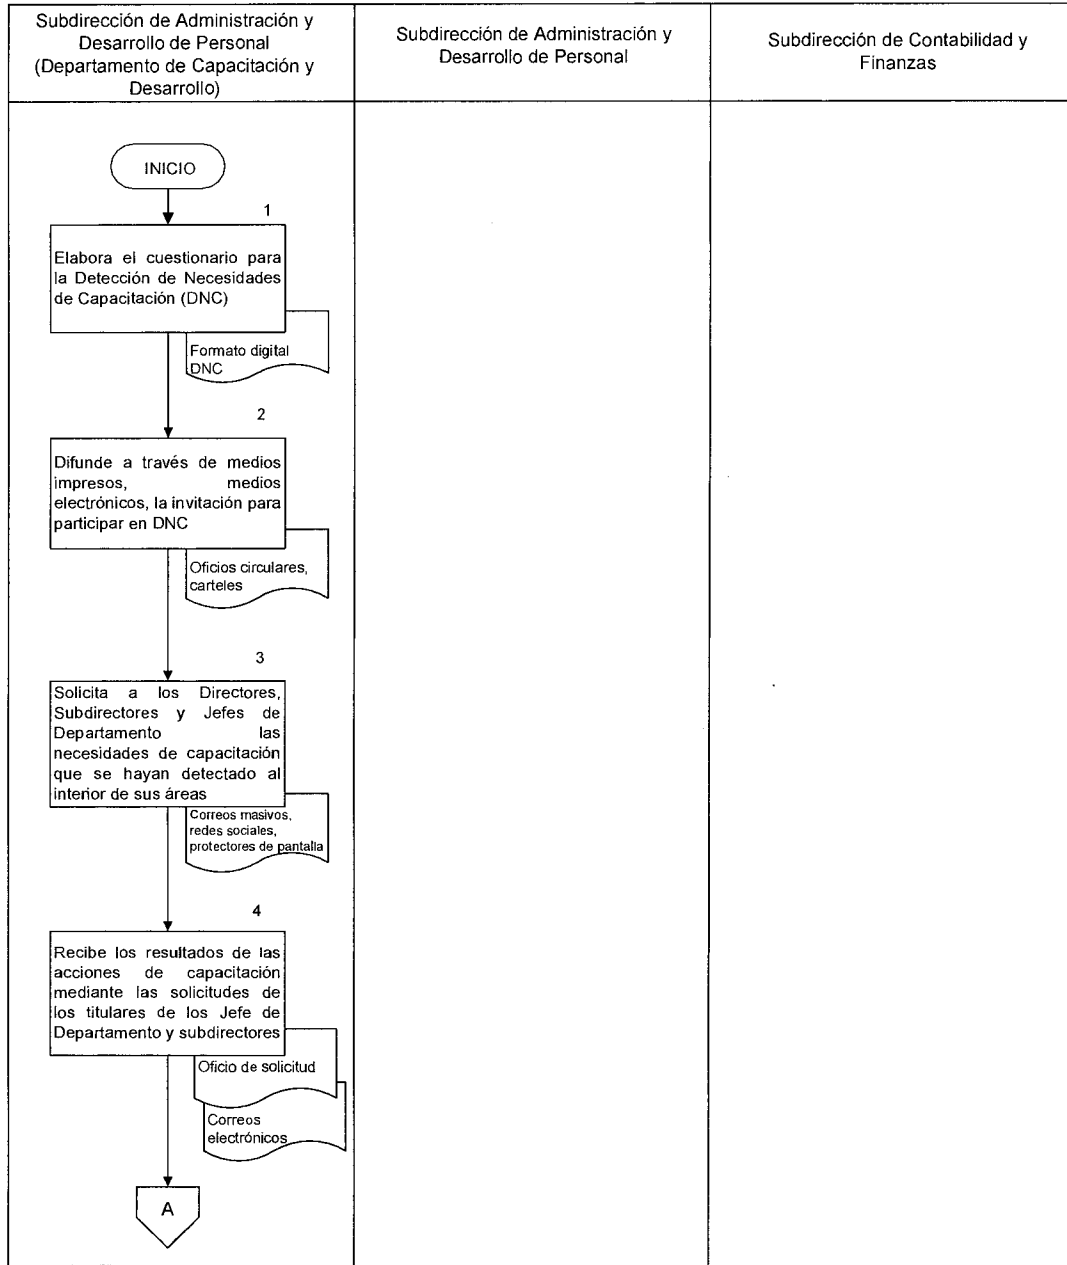 Subdirección de Administración y
Desarrollo de Personal
(Departamento de Capacitación y
Desarrollo)
Subdirección de Administración y
Desarrollo de Personal
Subdirección de Contabilidad y
Finanzas
INICIO
1
Elabora el cuestionario para
la Detección de Necesidades
de Capacitación (DNC)
Formato digital
DNC
2
Difunde a través de medios
impresos, medios
electrónicos, la invitación para
participar en DNC
Oficios circulares,
carteles
3
Solicita a los Directores,
Subdirectores y Jefes de
Departamento las
necesidades de capacitación
que se hayan detectado al
interior de sus áreas
Correos masivos,
redes sociales,
protectores de pantalla
4
Recibe los resultados de las
acciones de capacitación
mediante las solicitudes de
los titulares de los Jefe de
Departamento y subdirectores
Oficio de solicitud
Correos
electrónicos
A